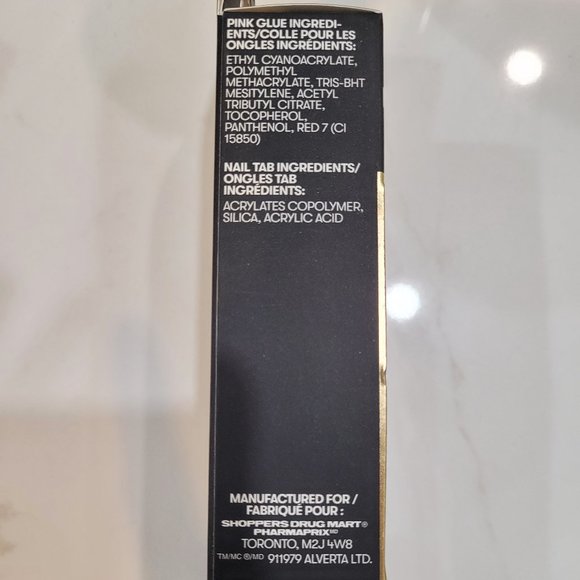 PINK GLUE INGREDI-
ENTS/COLLE POUR LES
ONGLES INGRÉDIENTS:
ETHYL CYANOACRYLATE,
POLYMETHYL
METHACRYLATE, TRIS-BHT
MESITYLENE, ACETYL
TRIBUTYL CITRATE,
TOCOPHEROL,
PANTHENOL, RED 7 (CI
15850)
NAIL TAB INGREDIENTS/
ONGLES TAB
INGRÉDIENTS:
ACRYLATES COPOLYMER,
SILICA, ACRYLIC ACID
MANUFACTURED FOR /
FABRIQUÉ POUR :
SHOPPERS DRUG MART®
PHARMAPRIXMD
TORONTO, M2J 4W8
TM/MC ®/MD 911979 ALVERTA LTD.